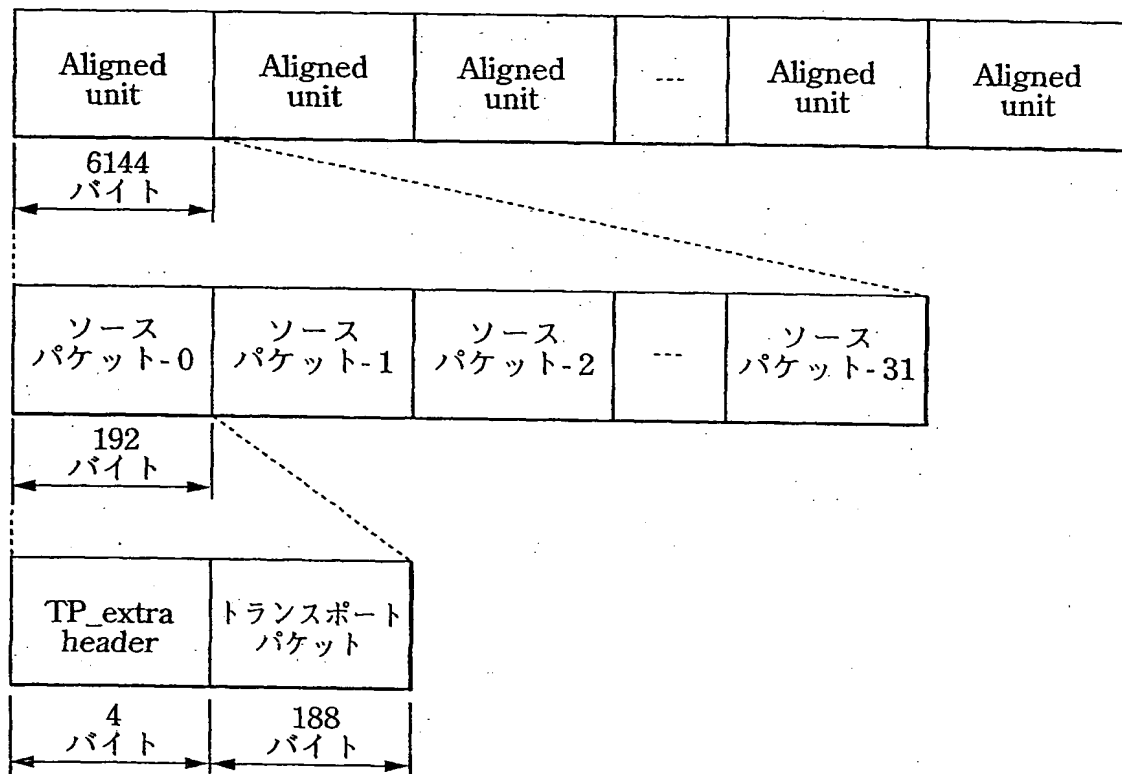 Aligned unit
Aligned unit
Aligned unit
---
Aligned unit
Aligned unit
6144
バイト
ソース
パケット-0
ソース
パケット-1
ソース
パケット-2
---
ソース
パケット-31
192
バイト
TP_extra
header
トランスポート
パケット
4
バイト
188
バイト